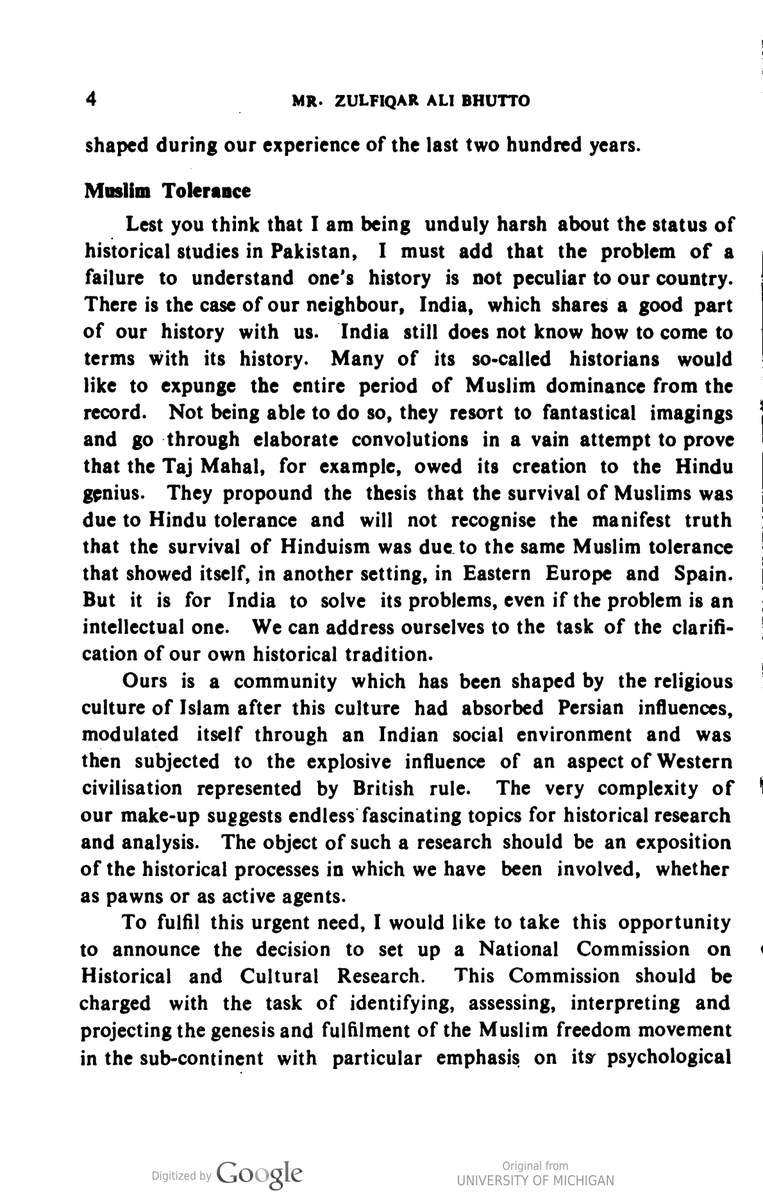 4 MR. ZULFIQAR ALI BHUTTO
shaped during our experience of the last two hundred years.
Muslim Tolerance
Lest you think that I am being unduly harsh about the status of
historical studies in Pakistan, I must add that the problem of a
failure to understand one's history is not peculiar to our country.
There is the case of our neighbour, India, which shares a good part
of our history with us. India still does not know how to come to
terms with its history. Many of its so-called historians would
like to expunge the entire period of Muslim dominance from the
record. Not being able to do so, they resort to fantastical imagings
and go through elaborate convolutions in a vain attempt to prove
that the Taj Mahal, for example, owed its creation to the Hindu
genius. They propound the thesis that the survival of Muslims was
due to Hindu tolerance and will not recognise the manifest truth
that the survival of Hinduism was due to the same Muslim tolerance
that showed itself, in another setting, in Eastern Europe and Spain.
But it is for India to solve its problems, even if the problem is an
intellectual one. We can address ourselves to the task of the clarifi-
cation of our own historical tradition.
Ours is a community which has been shaped by the religious
culture of Islam after this culture had absorbed Persian influences,
modulated itself through an Indian social environment and was
then subjected to the explosive influence of an aspect of Western
civilisation represented by British rule. The very complexity of
our make-up suggests endless fascinating topics for historical research
and analysis. The object of such a research should be an exposition
of the historical processes in which we have been involved, whether
as pawns or as active agents.
To fulfil this urgent need, I would like to take this opportunity
to announce the decision to set up a National Commission on
Historical and Cultural Research. This Commission should be
charged with the task of identifying, assessing, interpreting and
projecting the genesis and fulfilment of the Muslim freedom movement
in the sub-continent with particular emphasis on its psychological
Digitized by Google
Original from
UNIVERSITY OF MICHIGAN